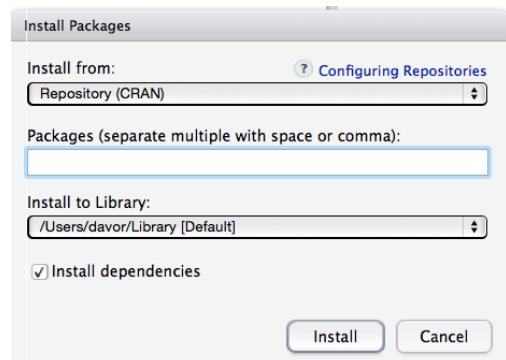 Install Packages
Install from:
? Configuring Repositories
Repository (CRAN)
Packages (separate multiple with space or comma):
Install to Library:
/Users/davor/Library [Default]
Install dependencies
Install Cancel